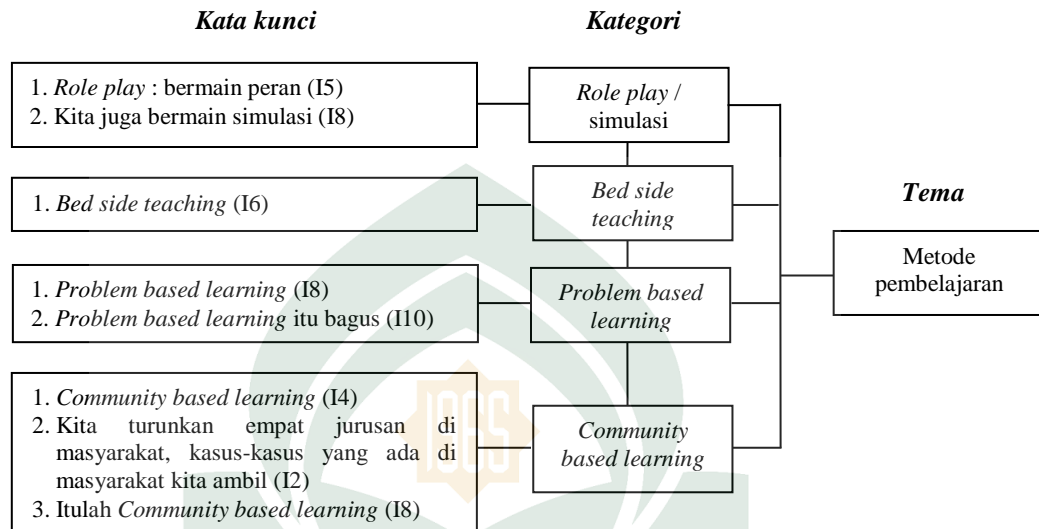 Kata kunci
Kategori
1. Role play : bermain peran (I5)
2. Kita juga bermain simulasi (I8)
Role play /
simulasi
1. Bed side teaching (I6)
Bed side
teaching
Tema
Metode
pembelajaran
1. Problem based learning (I8)
2. Problem based learning itu bagus (I10)
Problem based
learning
1. Community based learning (I4)
2. Kita turunkan empat jurusan di
masyarakat, kasus-kasus yang ada di
masyarakat kita ambil (I2)
3. Itulah Community based learning (I8)
Community
based learning
1965